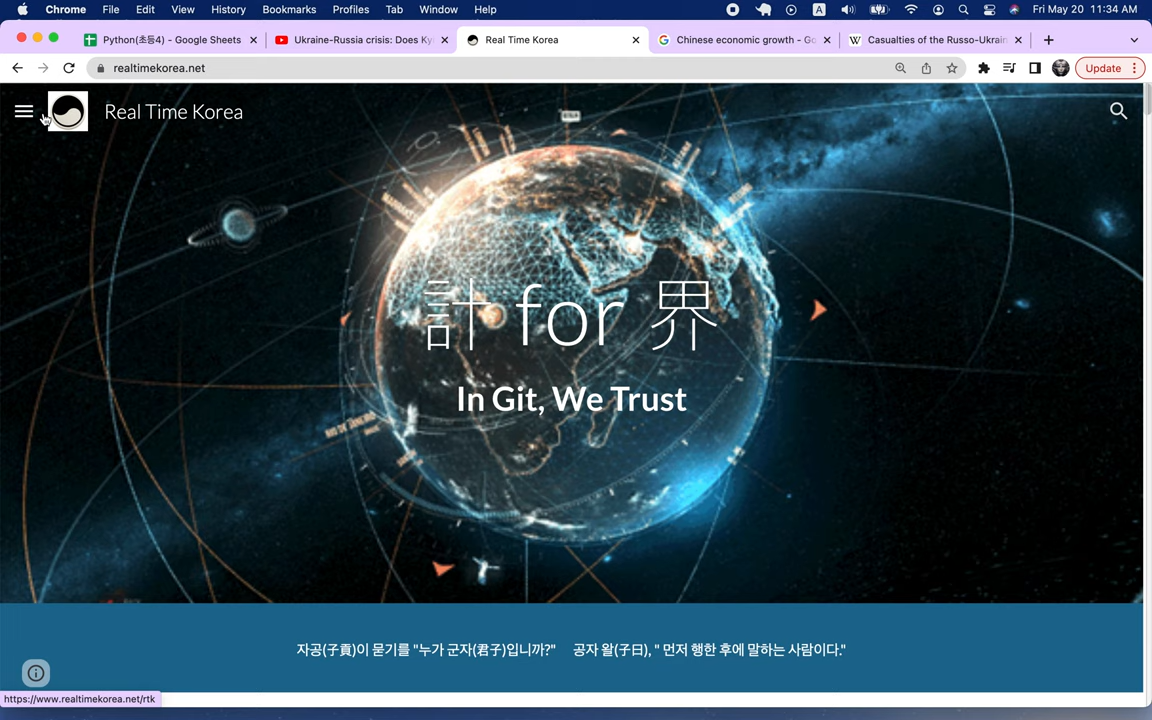 Chrome File Edit View History Bookmarks Profiles Tab Window Help A Fri May 20 11:34 AM
Python(초등4) - Google Sheets Ukraine-Russia crisis: Does Ky Real Time Korea Chinese economic growth - Go Casualties of the Russo-Ukrain
realtimekorea.net Update
Real Time Korea
計 for 界
In Git, We Trust
RIO DE JANEIRO
자공(子貢)이 묻기를 "누가 군자(君子)입니까?" 공자 왈(子曰), " 먼저 행한 후에 말하는 사람이다."
https://www.realtimekorea.net/rtk